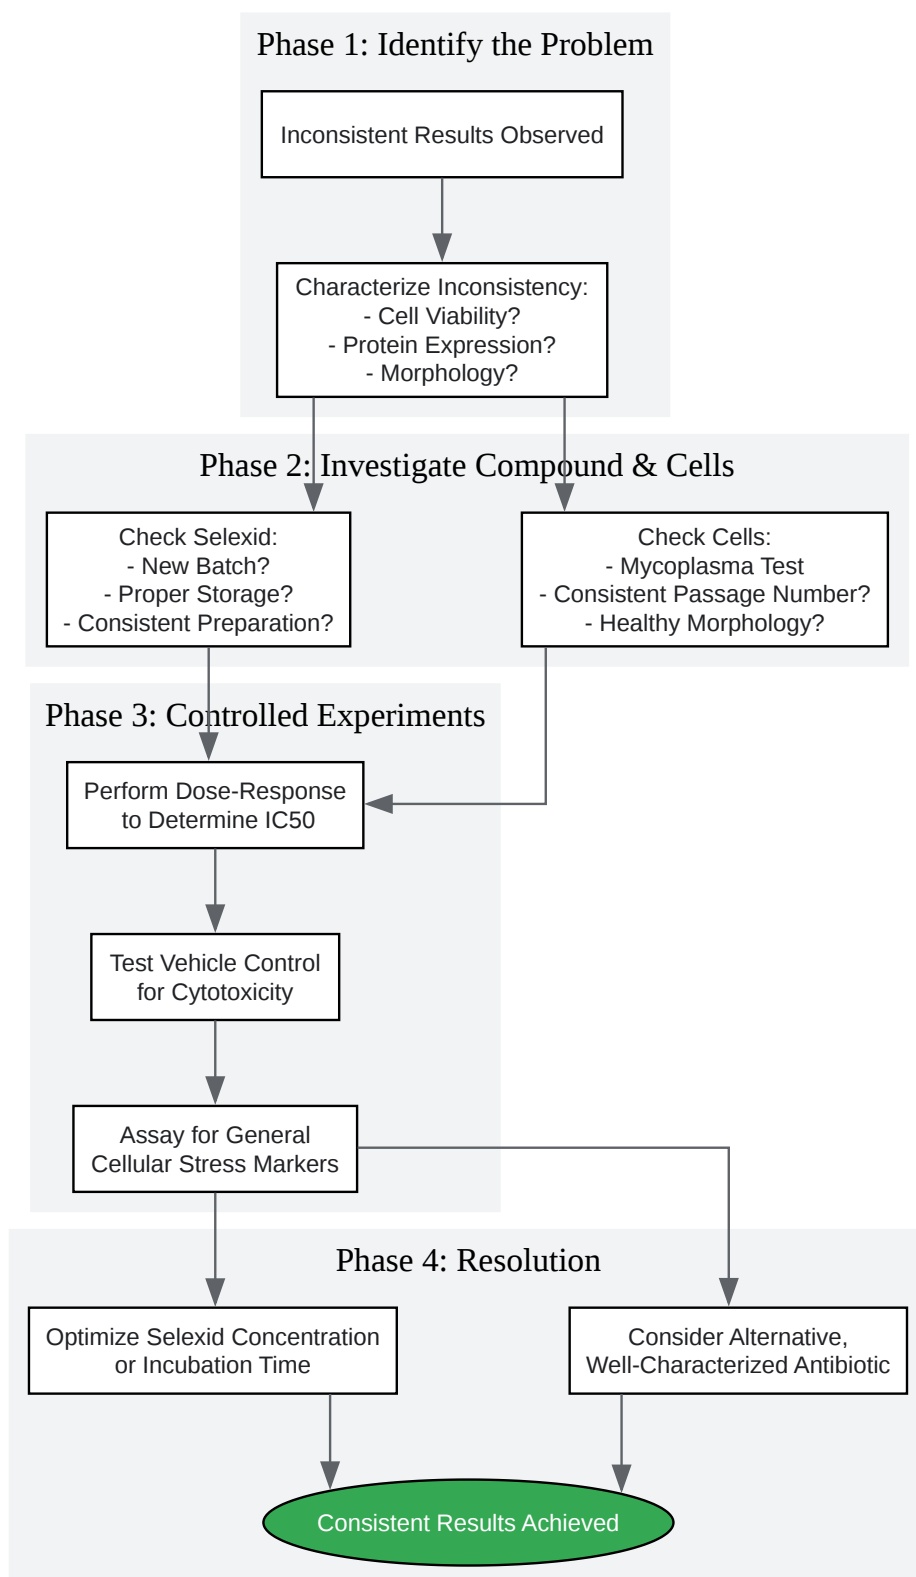 Phase 1: Identify the Problem
Inconsistent Results Observed
Characterize Inconsistency:
- Cell Viability?
- Protein Expression?
- Morphology?
Phase 2: Investigate Compound & Cells
Check Selexid:
- New Batch?
- Proper Storage?
- Consistent Preparation?
Check Cells:
- Mycoplasma Test
- Consistent Passage Number?
- Healthy Morphology?
Phase 3: Controlled Experiments
Perform Dose-Response
to Determine IC50
Test Vehicle Control
for Cytotoxicity
Assay for General
Cellular Stress Markers
Phase 4: Resolution
Optimize Selexid Concentration
or Incubation Time
Consider Alternative,
Well-Characterized Antibiotic
Consistent Results Achieved